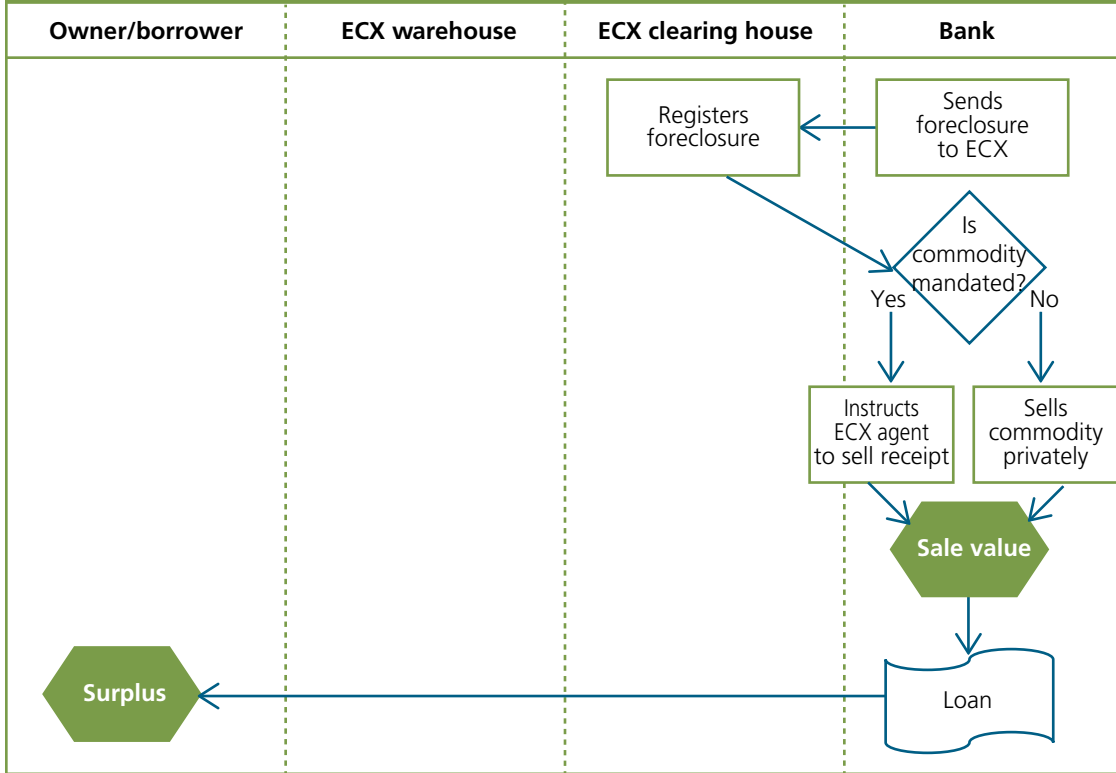 Owner/borrower
ECX warehouse
ECX clearing house
Bank
Registers
foreclosure
Sends
foreclosure
to ECX
Is
commodity
mandated?
Yes
No
Instructs
ECX agent
to sell receipt
Sells
commodity
privately
Sale value
Surplus
Loan